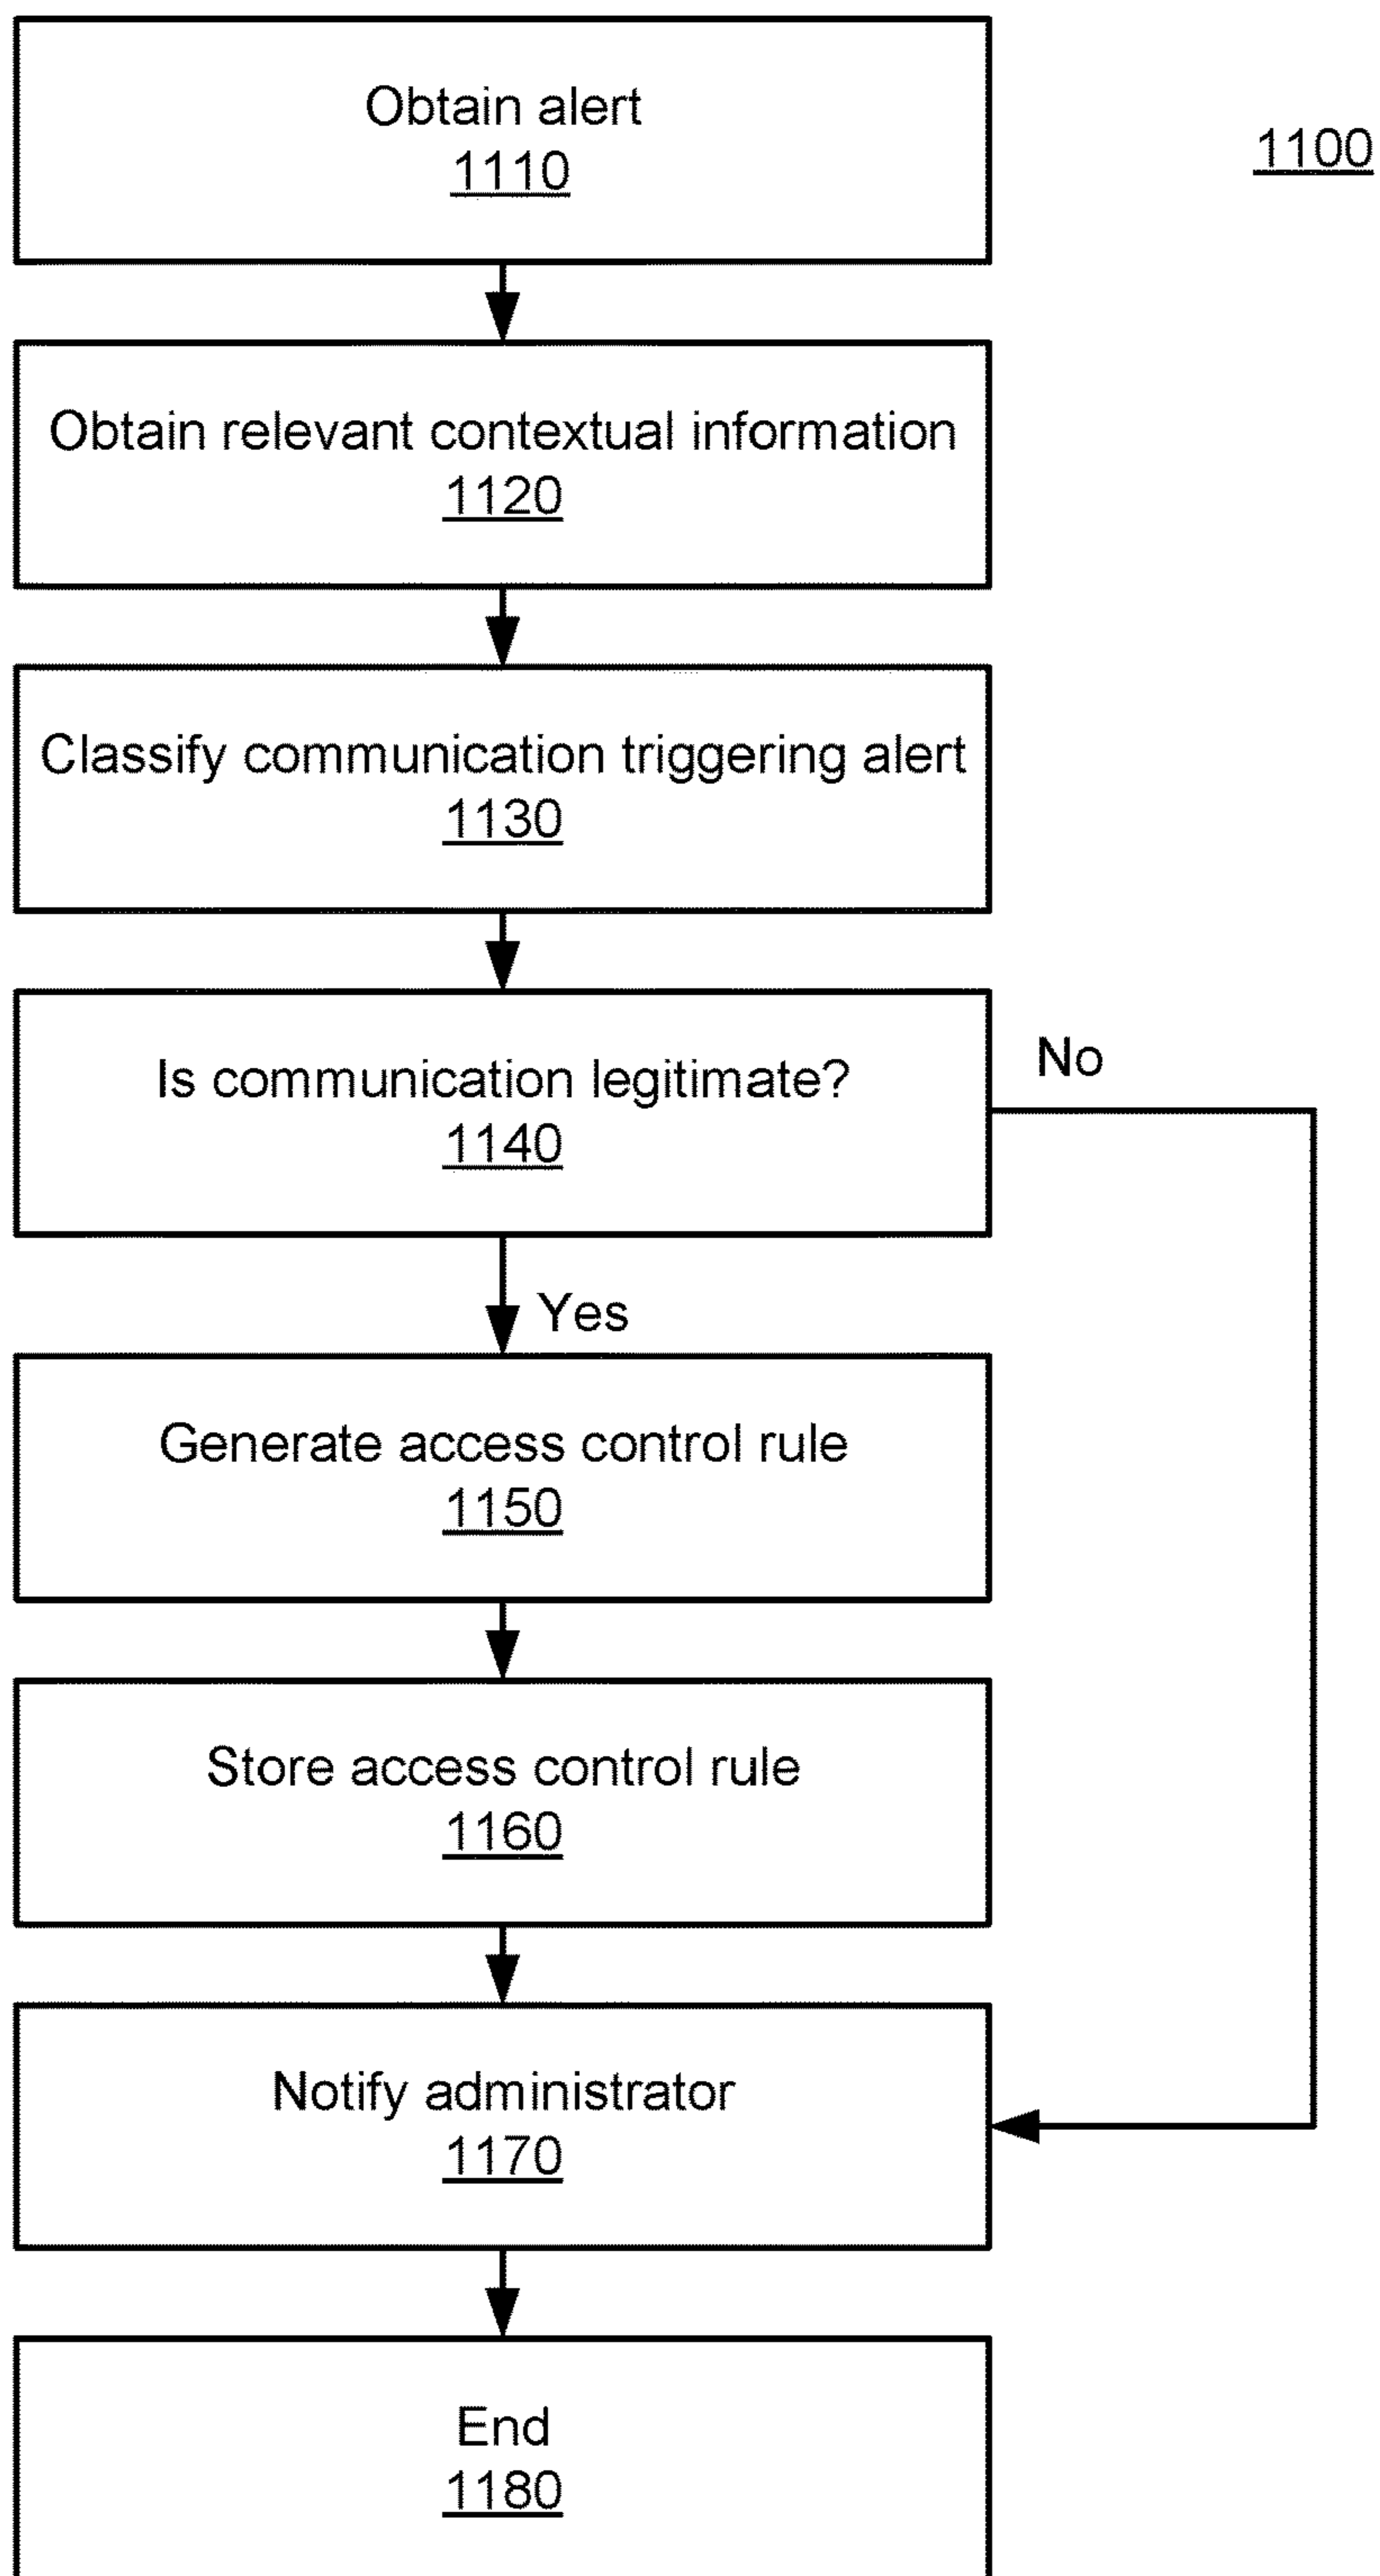 Obtain alert
1110
1100
Obtain relevant contextual information
1120
Classify communication triggering alert
1130
Is communication legitimate?
1140
No
Yes
Generate access control rule
1150
Store access control rule
1160
Notify administrator
1170
End
1180